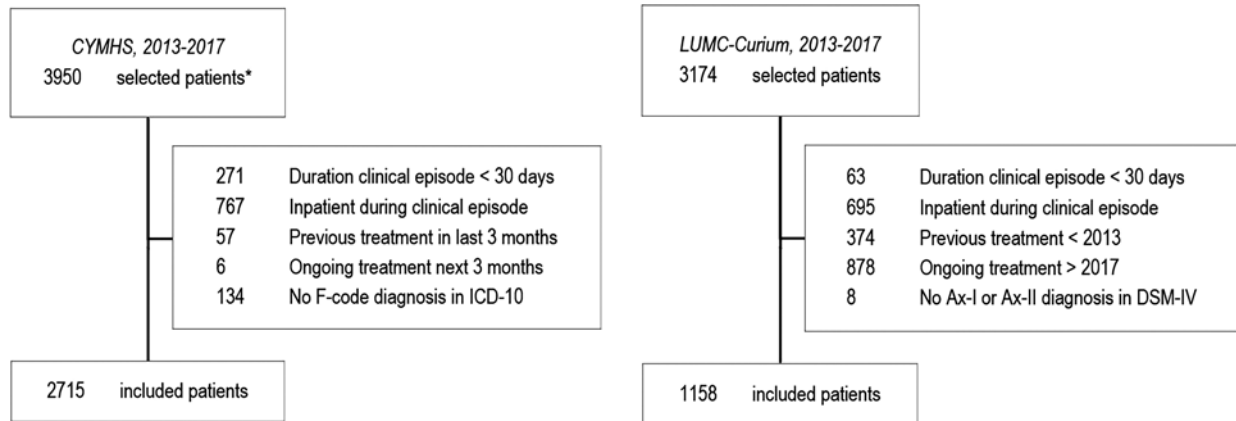 CYMHS, 2013-2017
3950 selected patients*
271 Duration clinical episode < 30 days
767 Inpatient during clinical episode
57 Previous treatment in last 3 months
6 Ongoing treatment next 3 months
134 No F-code diagnosis in ICD-10
2715 included patients
LUMC-Curium, 2013-2017
3174 selected patients
63 Duration clinical episode < 30 days
695 Inpatient during clinical episode
374 Previous treatment < 2013
878 Ongoing treatment > 2017
8 No Ax-I or Ax-II diagnosis in DSM-IV
1158 included patients